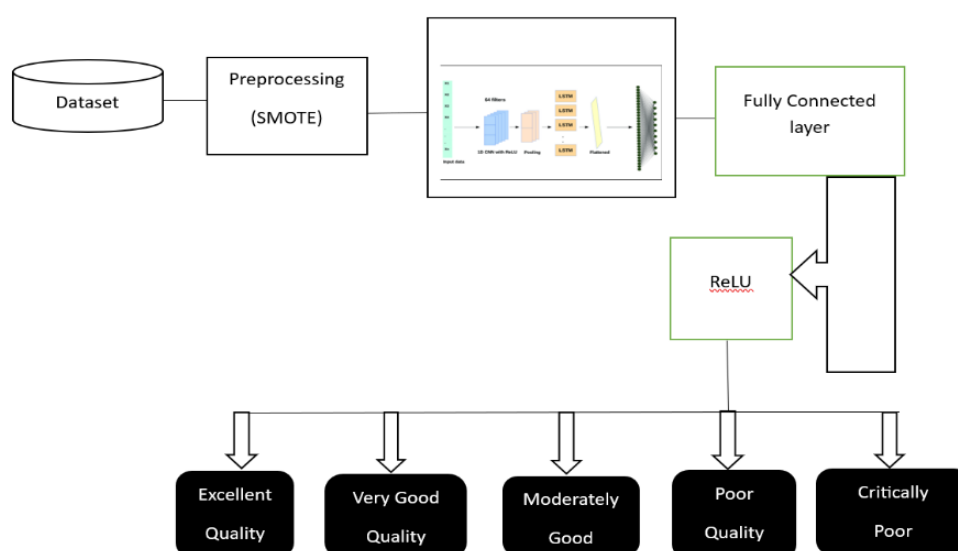 Dataset
Preprocessing
(SMOTE)
64 filters
1D CNN with ReLU
Pooling
LSTM
LSTM
LSTM
LSTM
Flattened
Input data
Fully Connected
layer
ReLU
Excellent
Quality
Very Good
Quality
Moderately
Good
Poor
Quality
Critically
Poor